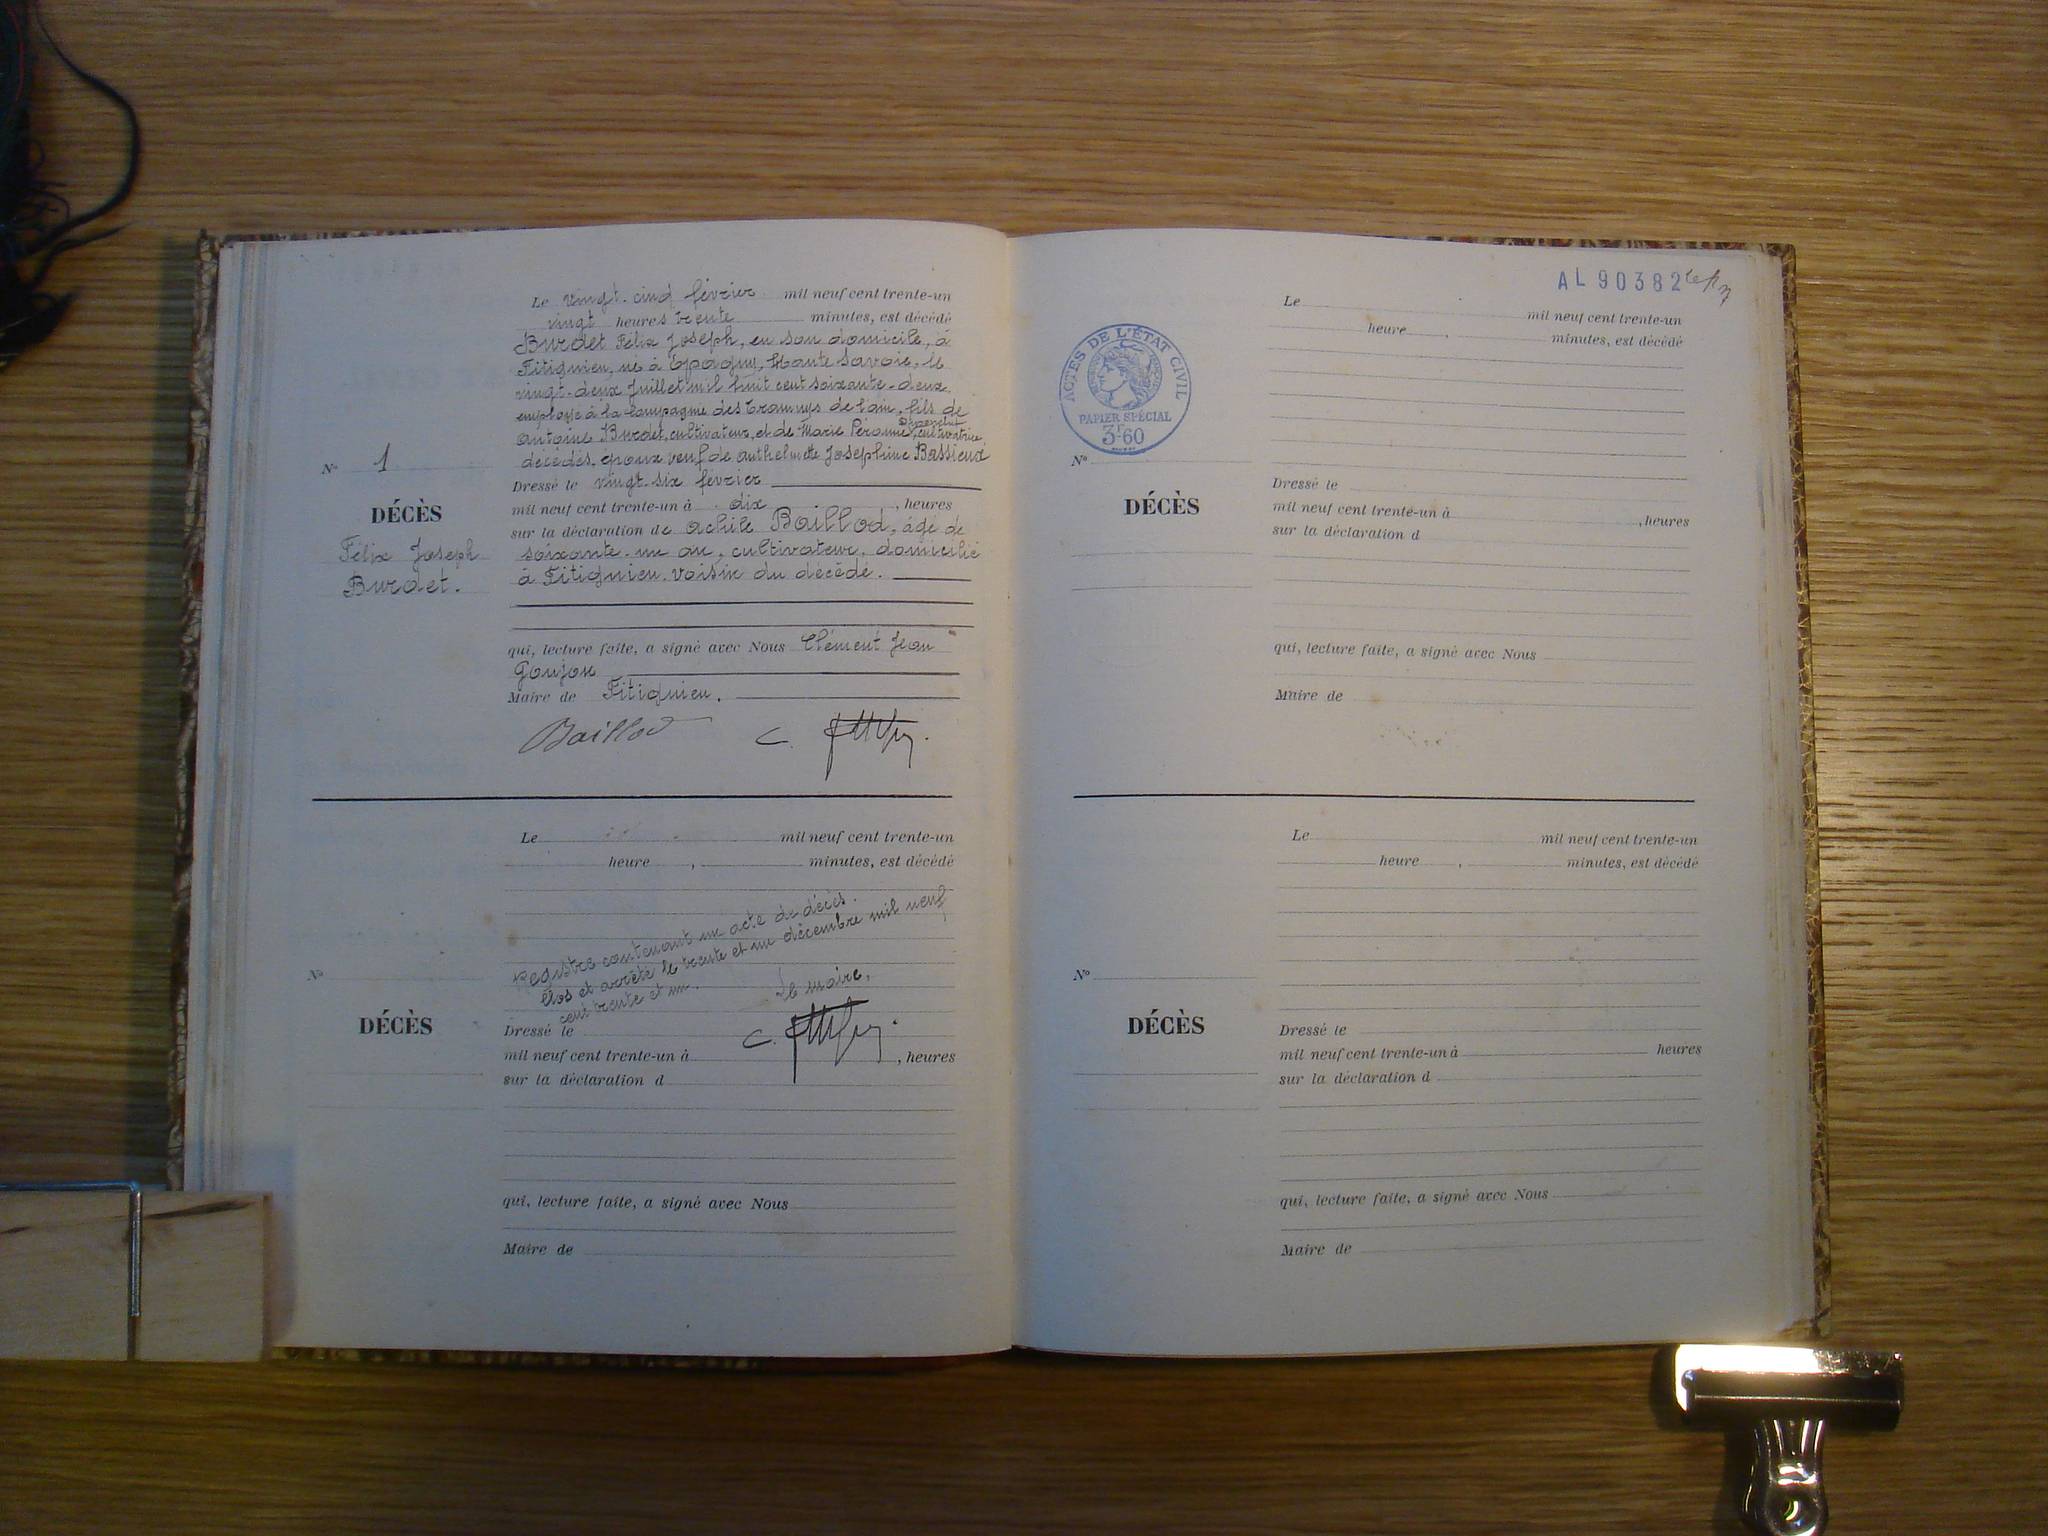 Le vingt-cinq février mil neuf cent trente-un
vingt heures trente minutes, est décédé
Burdet Félix Joseph, en son domicile, à
Fitignieu, né à Epagny, Haute Savoie, le
vingt-deux Juillet mil huit cent soixante-deux
employé à la Compagnie des Tramways de l'ain, fils de
Antoine Burdet, cultivateur, et de Marie Peronne, cultivatrice,
décédés, époux veuf de anthelmette Josephine Bassieux
N° 1
Dressé le vingt-six février
mil neuf cent trente-un à dix , heures
DÉCÈS
sur la déclaration de achile Baillod, âgé de
Félix Joseph
soixante-un an, cultivateur, domicilié
Burdet.
à Fitignieu. voisin du décédé.
qui, lecture faite, a signé avec Nous Clément Jean
Goujon
Maire de Fitignieu.
Baillod C.
Le mil neuf cent trente-un
heure , minutes, est décédé
Registre contenant un acte de décès.
Clos et arrêté le trente et un décembre mil neuf
cent trente et un.
Le maire,
N°
DÉCÈS
Dressé le
C.
mil neuf cent trente-un à , heures
sur la déclaration d
qui, lecture faite, a signé avec Nous
Maire de
AL 90382
Le mil neuf cent trente-un
heure , minutes, est décédé
ACTES DE L'ÉTAT CIVIL
PAPIER SPÉCIAL
3F.60
N°
Dressé le
DÉCÈS
mil neuf cent trente-un à , heures
sur la déclaration d
qui, lecture faite, a signé avec Nous
Maire de
Le mil neuf cent trente-un
heure , minutes, est décédé
N°
DÉCÈS
Dressé le
mil neuf cent trente-un à heures
sur la déclaration d
qui, lecture faite, a signé avec Nous
Maire de